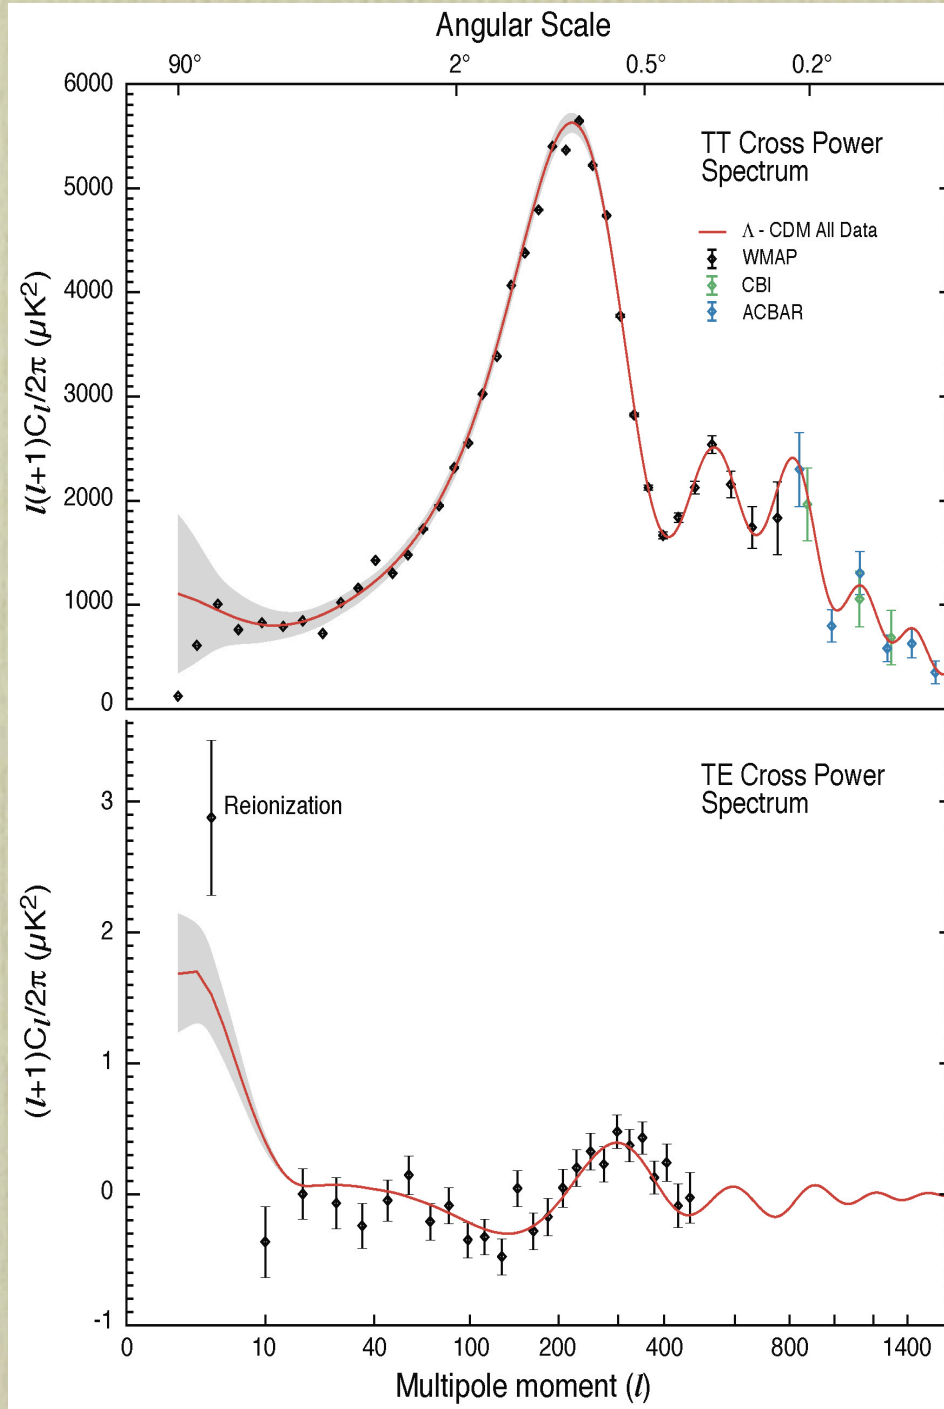 Angular Scale
90° 2° 0.5° 0.2°
6000
5000
4000
3000
2000
1000
0
l(l+1)Cl/2π (μK²)
TT Cross Power
Spectrum
Λ - CDM All Data
WMAP
CBI
ACBAR
3
2
1
0
-1
(l+1)Cl/2π (μK²)
Reionization
TE Cross Power
Spectrum
0 10 40 100 200 400 800 1400
Multipole moment (l)